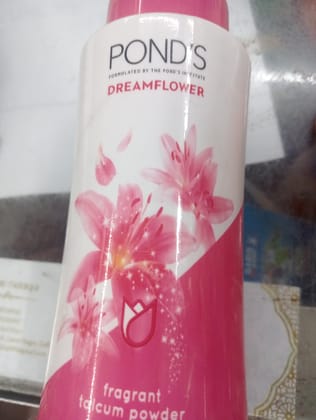 POND'S
FORMULATED BY THE POND'S INSTITUTE
DREAMFLOWER
fragrant
talcum powder